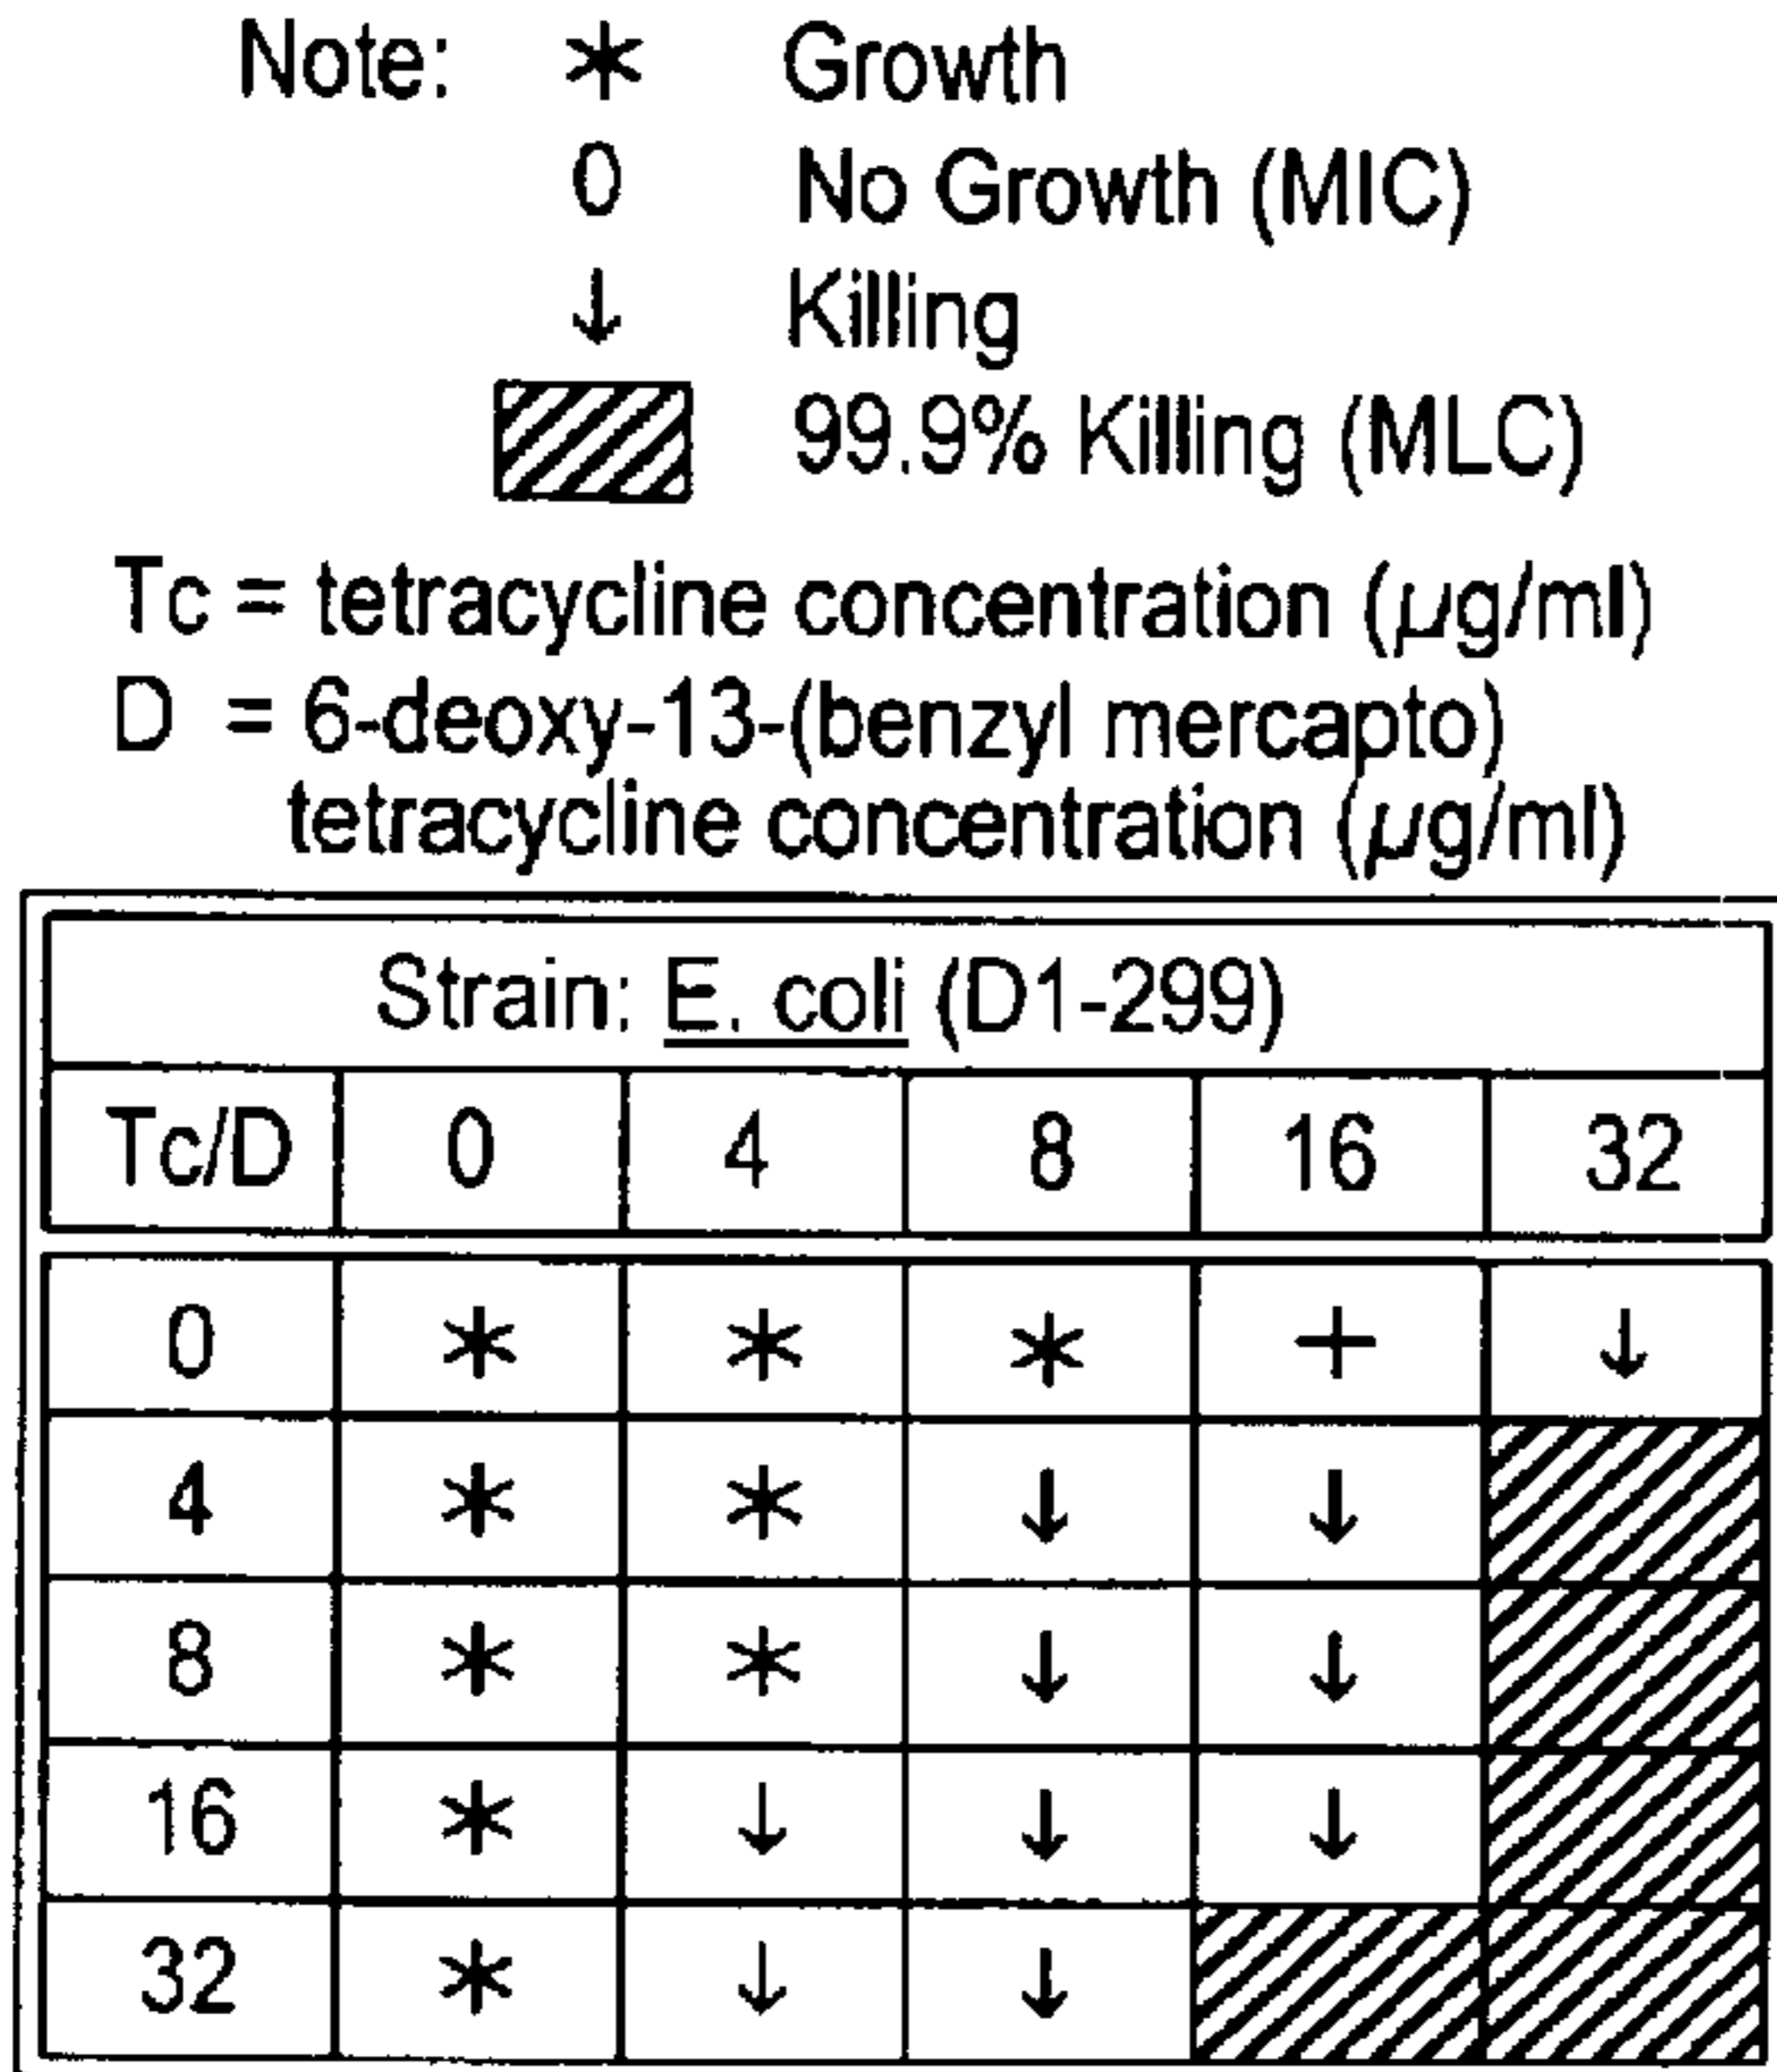 Note: * Growth
0 No Growth (MIC)
↓ Killing
99.9% Killing (MLC)
Tc = tetracycline concentration (µg/ml)
D = 6-deoxy-13-(benzyl mercapto)
tetracycline concentration (µg/ml)
Strain: E. coli (D1-299)
Tc/D 0 4 8 16 32
0 * * * + ↓
4 * * ↓ ↓
8 * * ↓ ↓
16 * ↓ ↓ ↓
32 * ↓ ↓